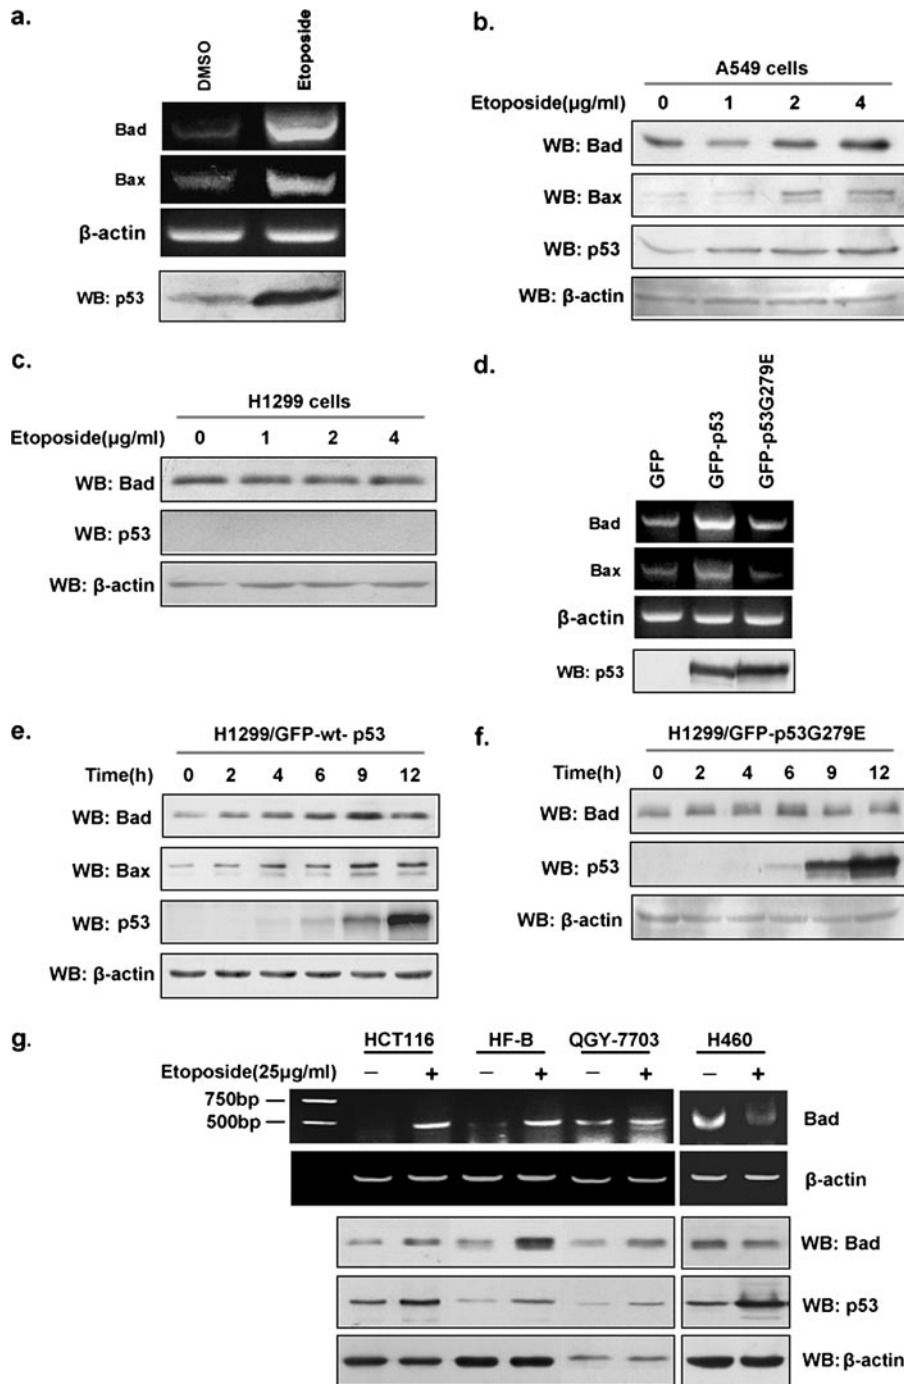 a.
DMSO
Etoposide
Bad
Bax
β-actin
WB: p53
b.
A549 cells
Etoposide(µg/ml) 0 1 2 4
WB: Bad
WB: Bax
WB: p53
WB: β-actin
c.
H1299 cells
Etoposide(µg/ml) 0 1 2 4
WB: Bad
WB: p53
WB: β-actin
d.
GFP
GFP-p53
GFP-p53G279E
Bad
Bax
β-actin
WB: p53
e.
H1299/GFP-wt- p53
Time(h) 0 2 4 6 9 12
WB: Bad
WB: Bax
WB: p53
WB: β-actin
f.
H1299/GFP-p53G279E
Time(h) 0 2 4 6 9 12
WB: Bad
WB: p53
WB: β-actin
g.
HCT116 HF-B QGY-7703 H460
Etoposide(25µg/ml) — + — + — + — +
750bp —
500bp —
Bad
β-actin
WB: Bad
WB: p53
WB: β-actin